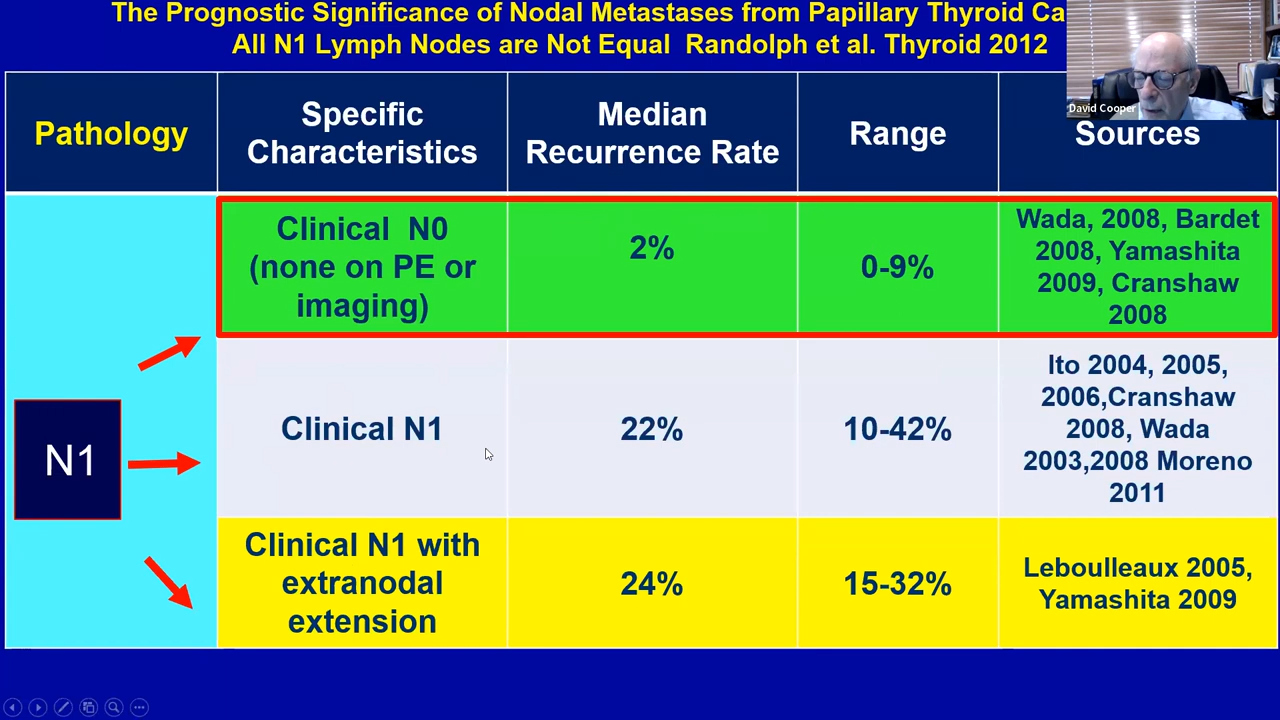 The Prognostic Significance of Nodal Metastases from Papillary Thyroid Ca
All N1 Lymph Nodes are Not Equal Randolph et al. Thyroid 2012
David Cooper
Pathology
Specific
Characteristics
Median
Recurrence Rate
Range
Sources
N1
Clinical N0
(none on PE or
imaging)
2%
0-9%
Wada, 2008, Bardet
2008, Yamashita
2009, Cranshaw
2008
Clinical N1
22%
10-42%
Ito 2004, 2005,
2006,Cranshaw
2008, Wada
2003,2008 Moreno
2011
Clinical N1 with
extranodal
extension
24%
15-32%
Leboulleaux 2005,
Yamashita 2009